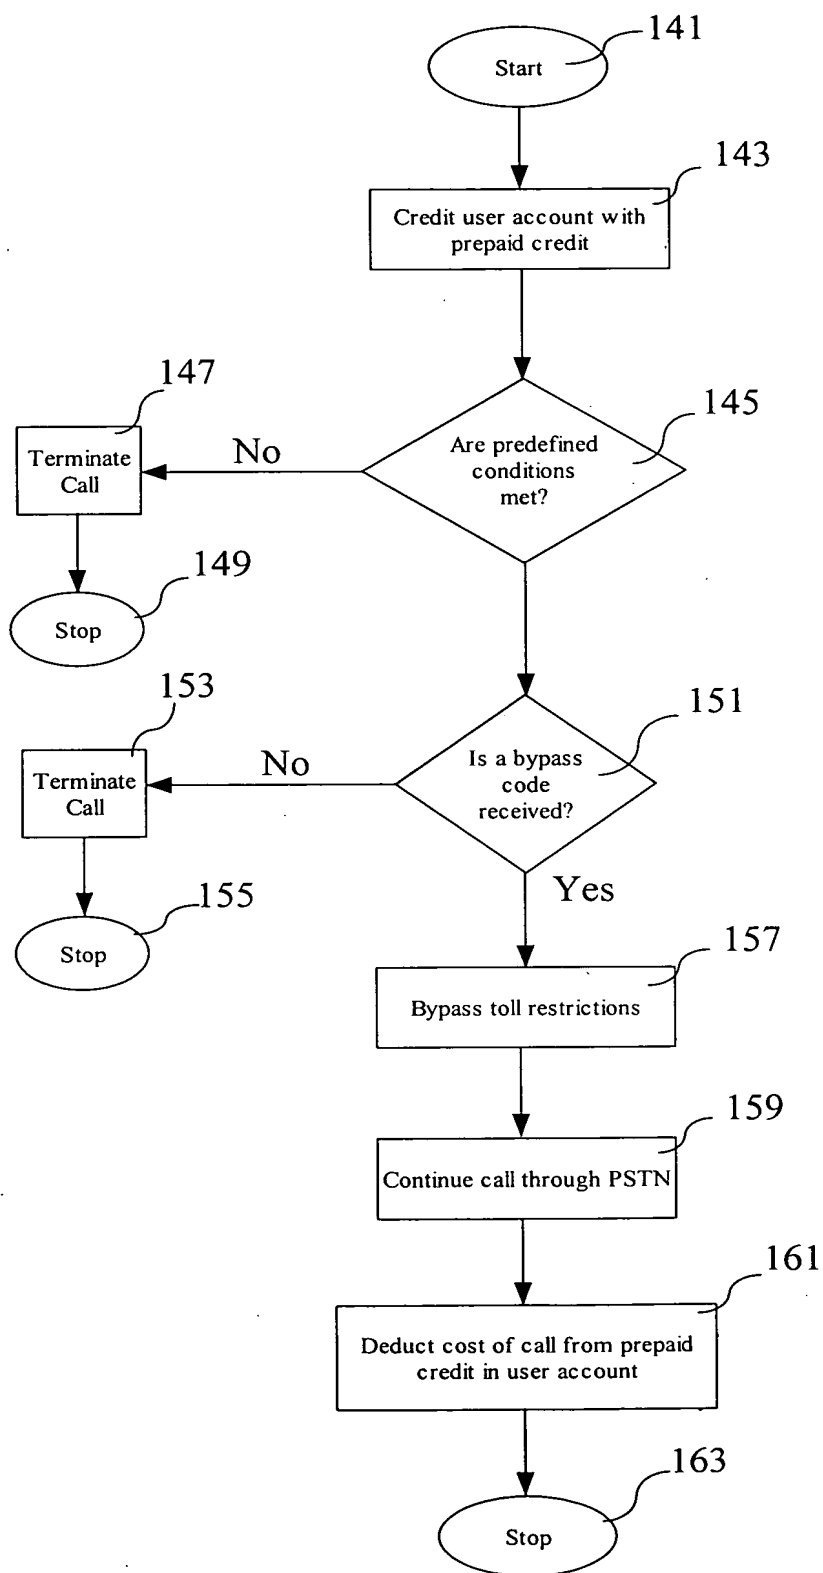 141
Start
143
Credit user account with
prepaid credit
147
145
Terminate
Call
No
Are predefined
conditions
met?
149
Stop
153
151
Terminate
Call
No
Is a bypass
code
received?
Yes
155
Stop
157
Bypass toll restrictions
159
Continue call through PSTN
161
Deduct cost of call from prepaid
credit in user account
163
Stop